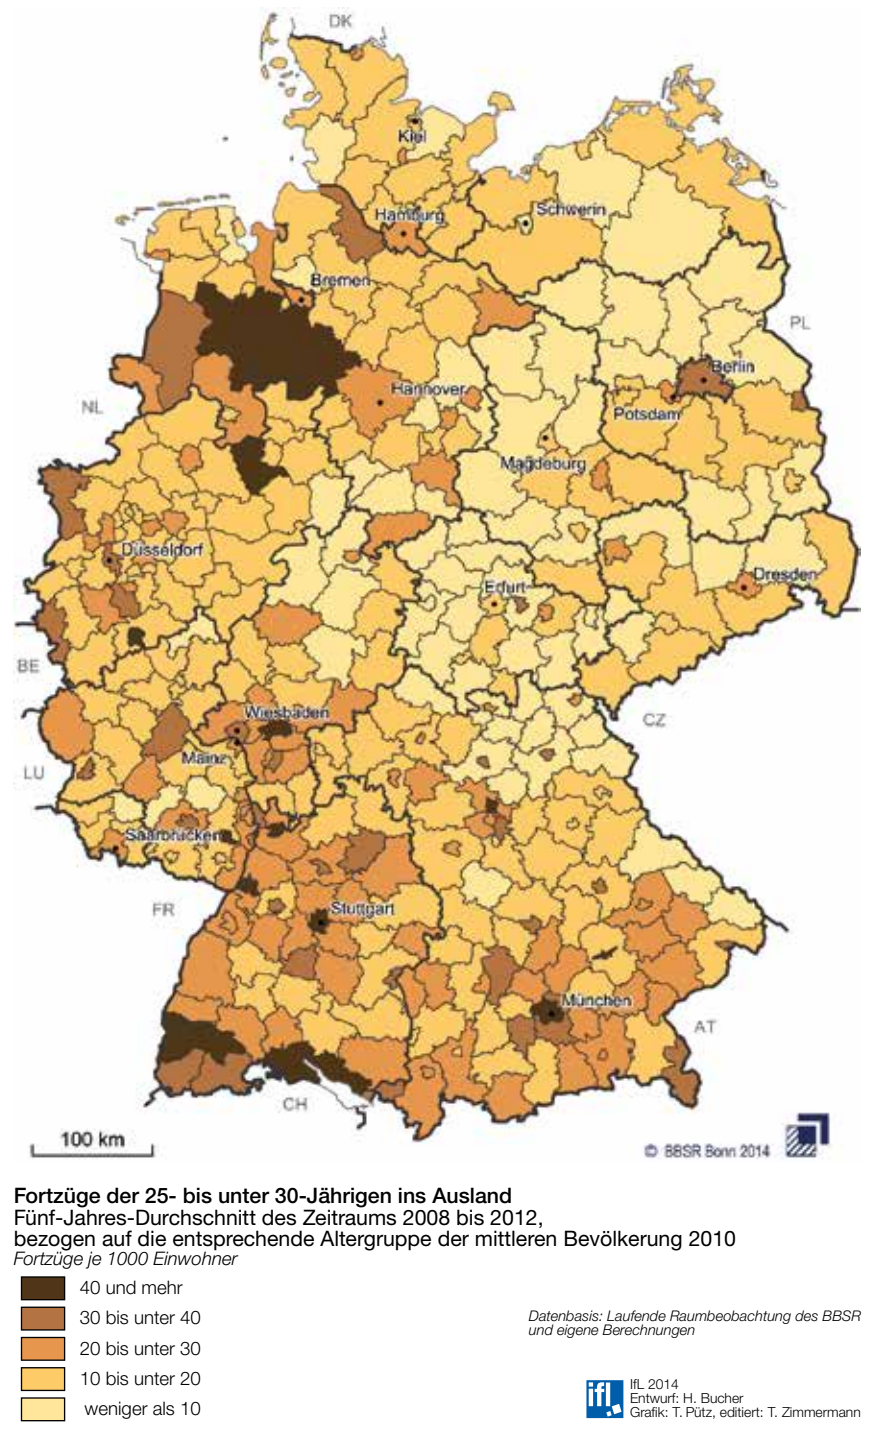 DK
Kiel
Hamburg
Schwerin
Bremen
PL
Berlin
Hannover
NL
Potsdam
Magdeburg
Düsseldorf
Dresden
Erfurt
BE
Wiesbaden
CZ
Mainz
LU
Saarbrücken
FR
Stuttgart
München
AT
CH
100 km
© BBSR Bonn 2014
Fortzüge der 25- bis unter 30-Jährigen ins Ausland
Fünf-Jahres-Durchschnitt des Zeitraums 2008 bis 2012,
bezogen auf die entsprechende Altergruppe der mittleren Bevölkerung 2010
Fortzüge je 1000 Einwohner
40 und mehr
30 bis unter 40
20 bis unter 30
10 bis unter 20
weniger als 10
Datenbasis: Laufende Raumbeobachtung des BBSR
und eigene Berechnungen
ifl
IfL 2014
Entwurf: H. Bucher
Grafik: T. Pütz, editiert: T. Zimmermann